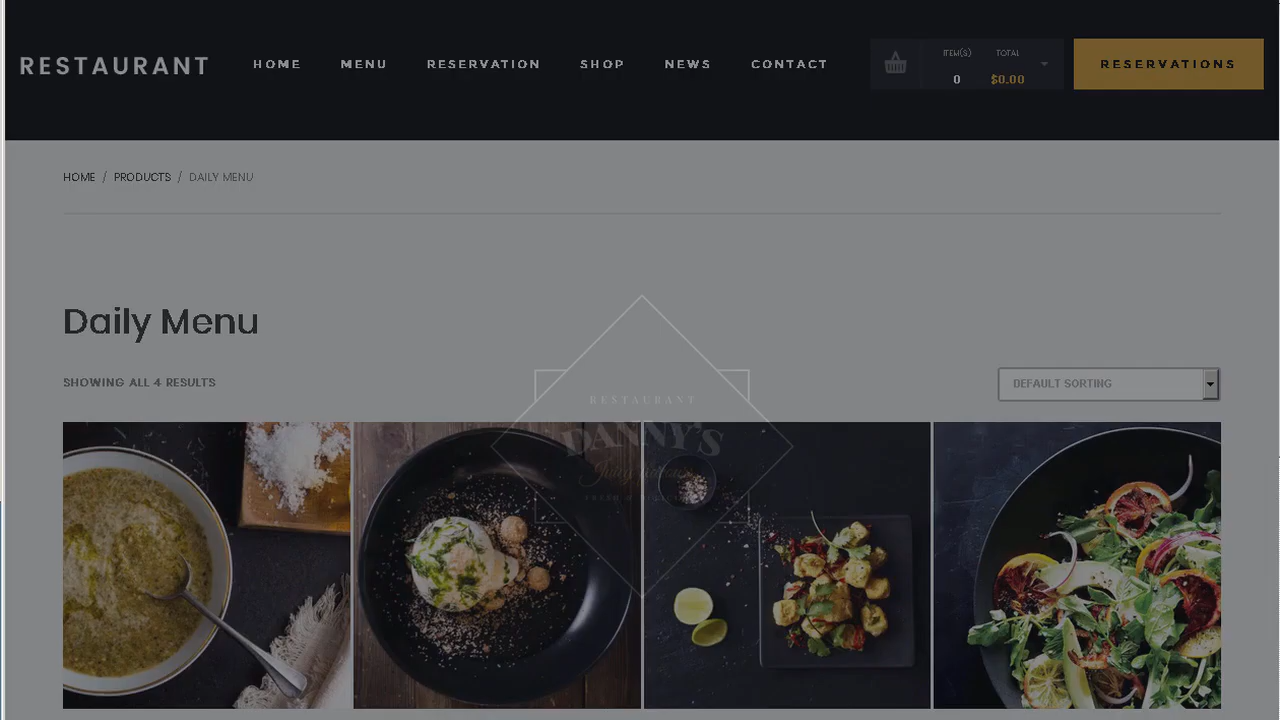 RESTAURANT
HOME MENU RESERVATION SHOP NEWS CONTACT
ITEM(S) TOTAL
0 $0.00
RESERVATIONS
HOME / PRODUCTS / DAILY MENU
Daily Menu
SHOWING ALL 4 RESULTS
DEFAULT SORTING
RESTAURANT
DANNY'S